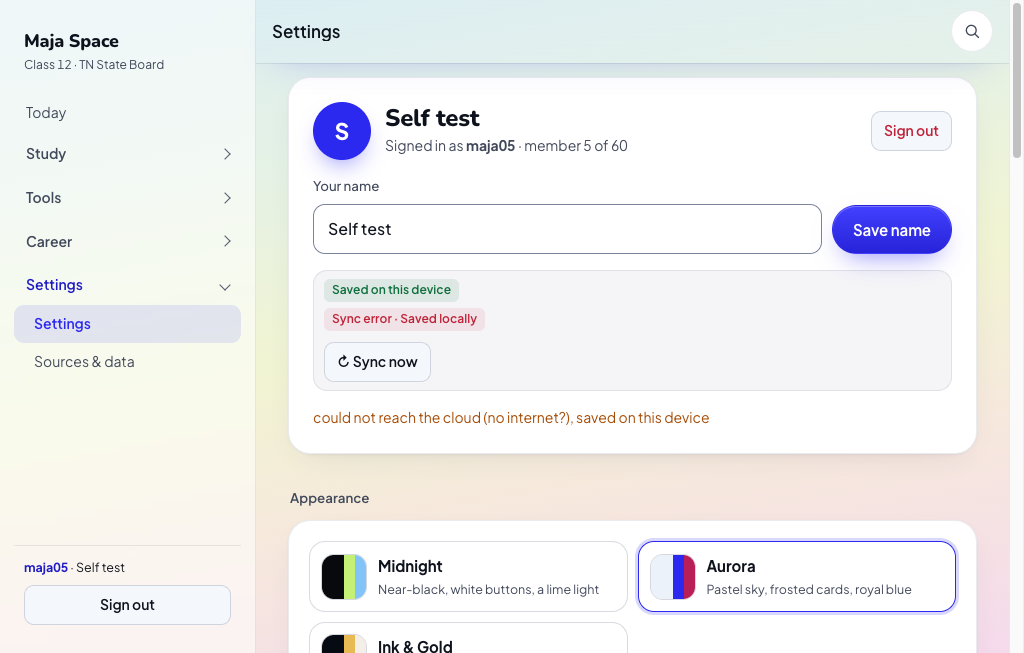 Maja Space
Class 12 · TN State Board
Today
Study
Tools
Career
Settings
Settings
Sources & data
maja05 · Self test
Sign out
Settings
S
Self test
Signed in as maja05 · member 5 of 60
Sign out
Your name
Self test
Save name
Saved on this device
Sync error · Saved locally
↻ Sync now
could not reach the cloud (no internet?), saved on this device
Appearance
Midnight
Near-black, white buttons, a lime light
Aurora
Pastel sky, frosted cards, royal blue
Ink & Gold